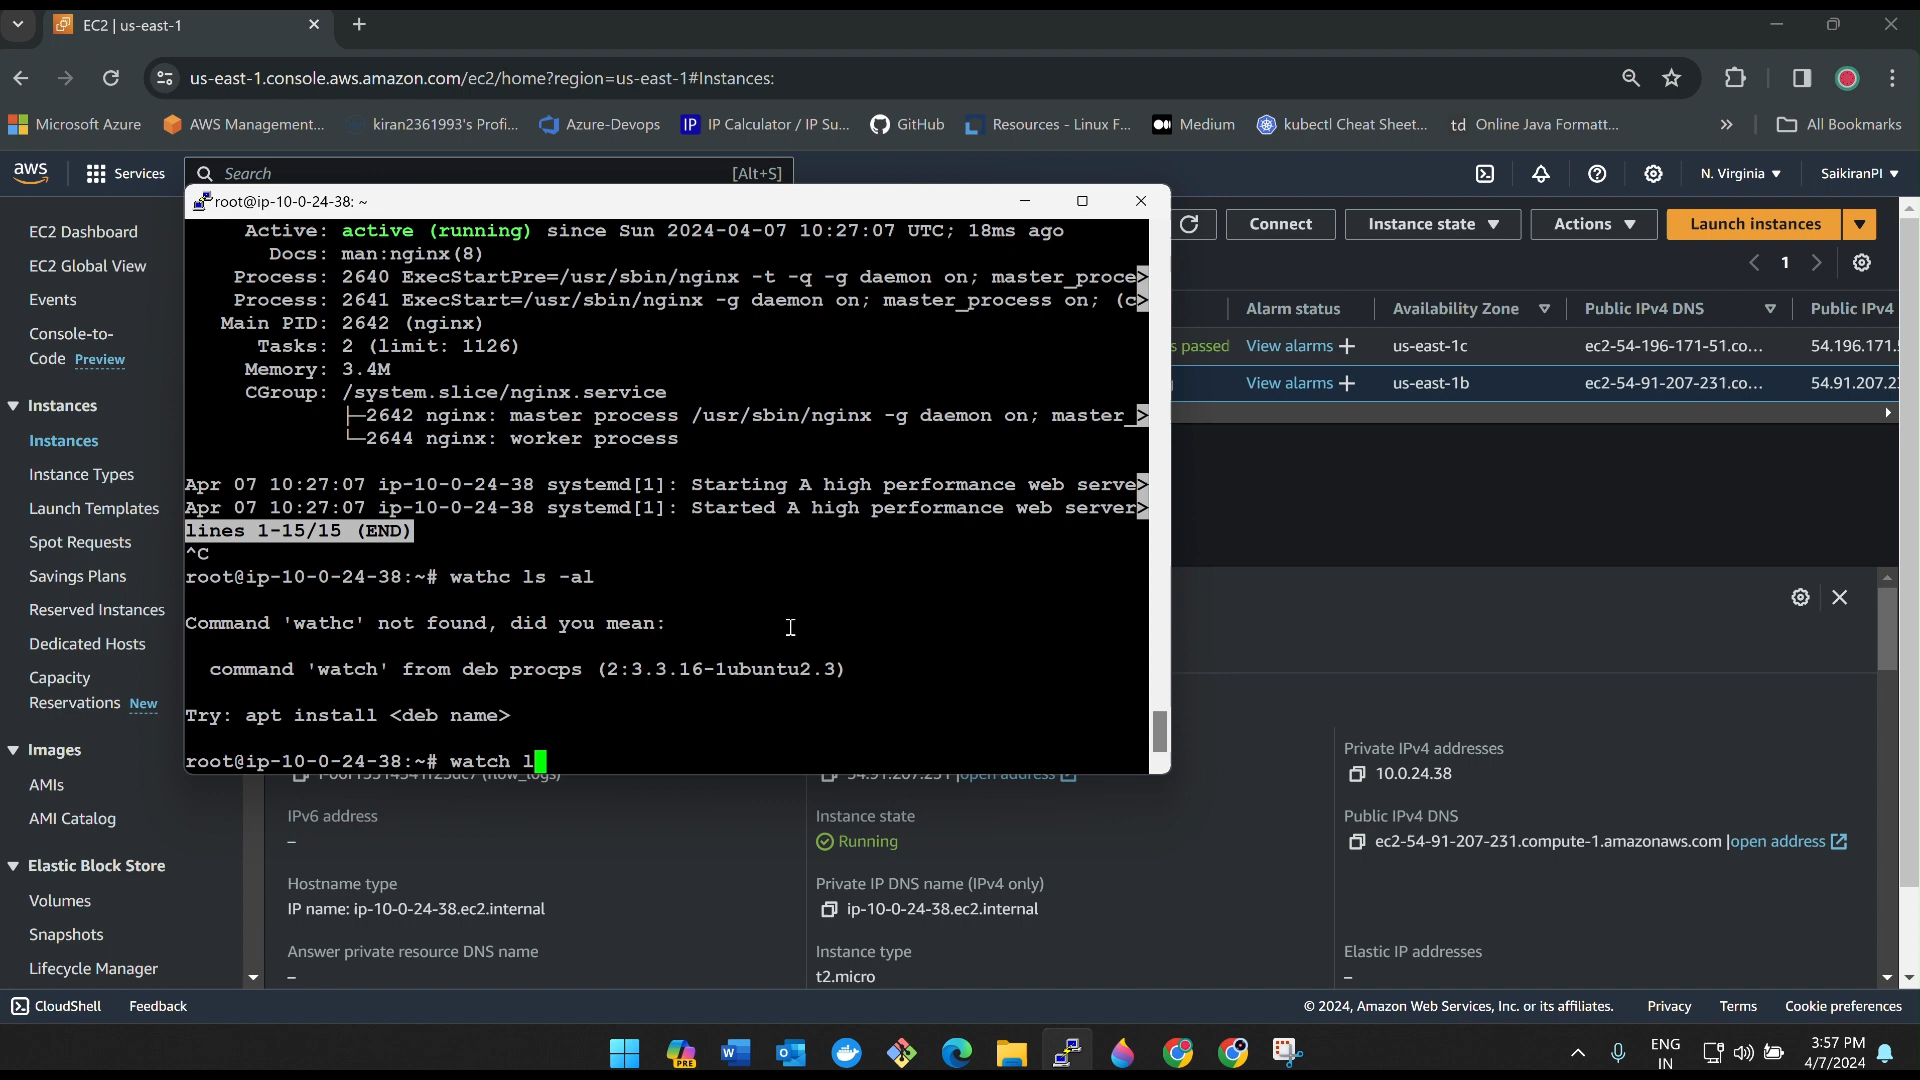 EC2 | us-east-1
us-east-1.console.aws.amazon.com/ec2/home?region=us-east-1#Instances:
Microsoft Azure
AWS Management...
kiran2361993's Profi...
Azure-Devops
IP IP Calculator / IP Su...
GitHub
Resources - Linux F...
Medium
kubectl Cheat Sheet...
td Online Java Formatt...
All Bookmarks
aws
Services
Search
[Alt+S]
N. Virginia
SaikiranPI
EC2 Dashboard
EC2 Global View
Events
Console-to-
Code Preview
Instances
Instances
Instance Types
Launch Templates
Spot Requests
Savings Plans
Reserved Instances
Dedicated Hosts
Capacity
Reservations New
Images
AMIs
AMI Catalog
Elastic Block Store
Volumes
Snapshots
Lifecycle Manager
root@ip-10-0-24-38: ~
Active: active (running) since Sun 2024-04-07 10:27:07 UTC; 18ms ago
Docs: man:nginx(8)
Process: 2640 ExecStartPre=/usr/sbin/nginx -t -q -g daemon on; master_proce>
Process: 2641 ExecStart=/usr/sbin/nginx -g daemon on; master_process on; (c>
Main PID: 2642 (nginx)
Tasks: 2 (limit: 1126)
Memory: 3.4M
CGroup: /system.slice/nginx.service
├─2642 nginx: master process /usr/sbin/nginx -g daemon on; master_>
└─2644 nginx: worker process
Apr 07 10:27:07 ip-10-0-24-38 systemd[1]: Starting A high performance web serve>
Apr 07 10:27:07 ip-10-0-24-38 systemd[1]: Started A high performance web server>
lines 1-15/15 (END)
^C
root@ip-10-0-24-38:~# wathc ls -al
Command 'wathc' not found, did you mean:
command 'watch' from deb procps (2:3.3.16-1ubuntu2.3)
Try: apt install <deb name>
root@ip-10-0-24-38:~# watch l
Connect
Instance state
Actions
Launch instances
1
Alarm status
Availability Zone
Public IPv4 DNS
Public IPv4
s passed
View alarms +
us-east-1c
ec2-54-196-171-51.co...
54.196.171.
View alarms +
us-east-1b
ec2-54-91-207-231.co...
54.91.207.2
Private IPv4 addresses
10.0.24.38
IPv6 address
–
Instance state
Running
Public IPv4 DNS
ec2-54-91-207-231.compute-1.amazonaws.com |open address
Hostname type
IP name: ip-10-0-24-38.ec2.internal
Private IP DNS name (IPv4 only)
ip-10-0-24-38.ec2.internal
Answer private resource DNS name
–
Instance type
t2.micro
Elastic IP addresses
–
CloudShell
Feedback
© 2024, Amazon Web Services, Inc. or its affiliates.
Privacy
Terms
Cookie preferences
PRE
ENG
IN
3:57 PM
4/7/2024